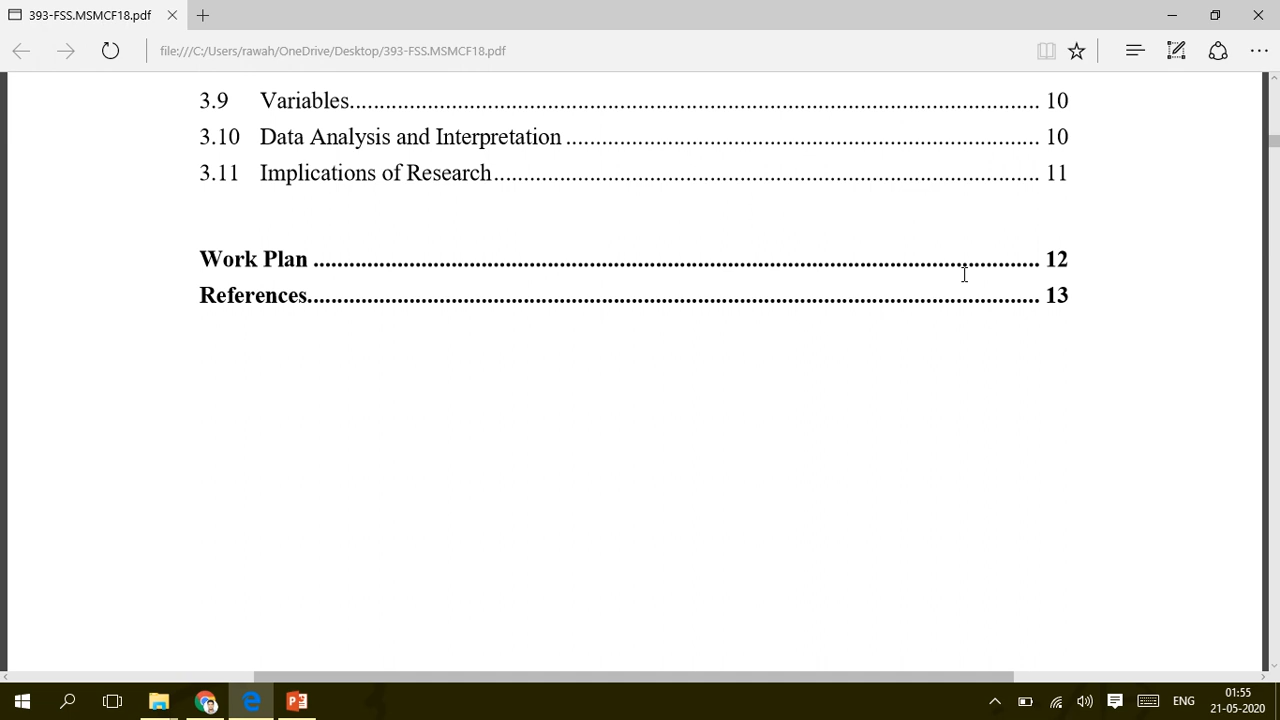 393-FSS.MSMCF18.pdf
file:///C:/Users/rawah/OneDrive/Desktop/393-FSS.MSMCF18.pdf
3.9 Variables.................................................................................................................... 10
3.10 Data Analysis and Interpretation ............................................................................... 10
3.11 Implications of Research........................................................................................... 11
Work Plan ......................................................................................................................... 12
References.......................................................................................................................... 13
ENG
01:55
21-05-2020